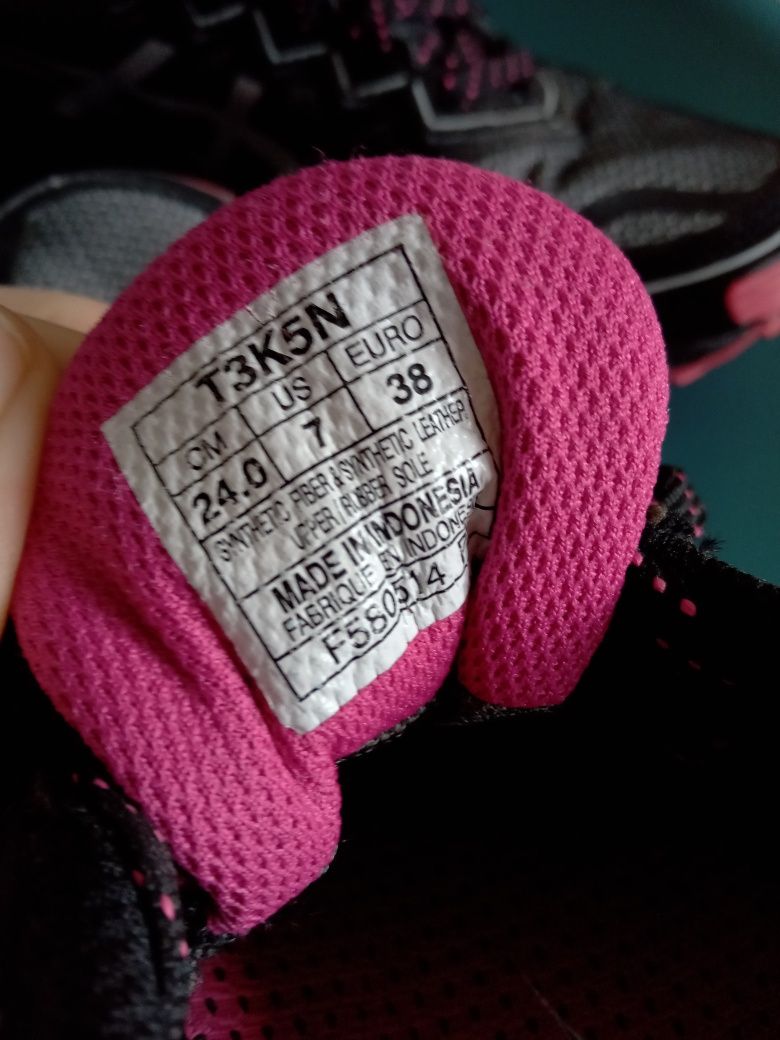 T3K5N
CM US EURO
24.0 7 38
SYNTHETIC FIBER & SYNTHETIC LEATHER
UPPER / RUBBER SOLE
MADE IN INDONESIA
FABRIQUE EN
F580514